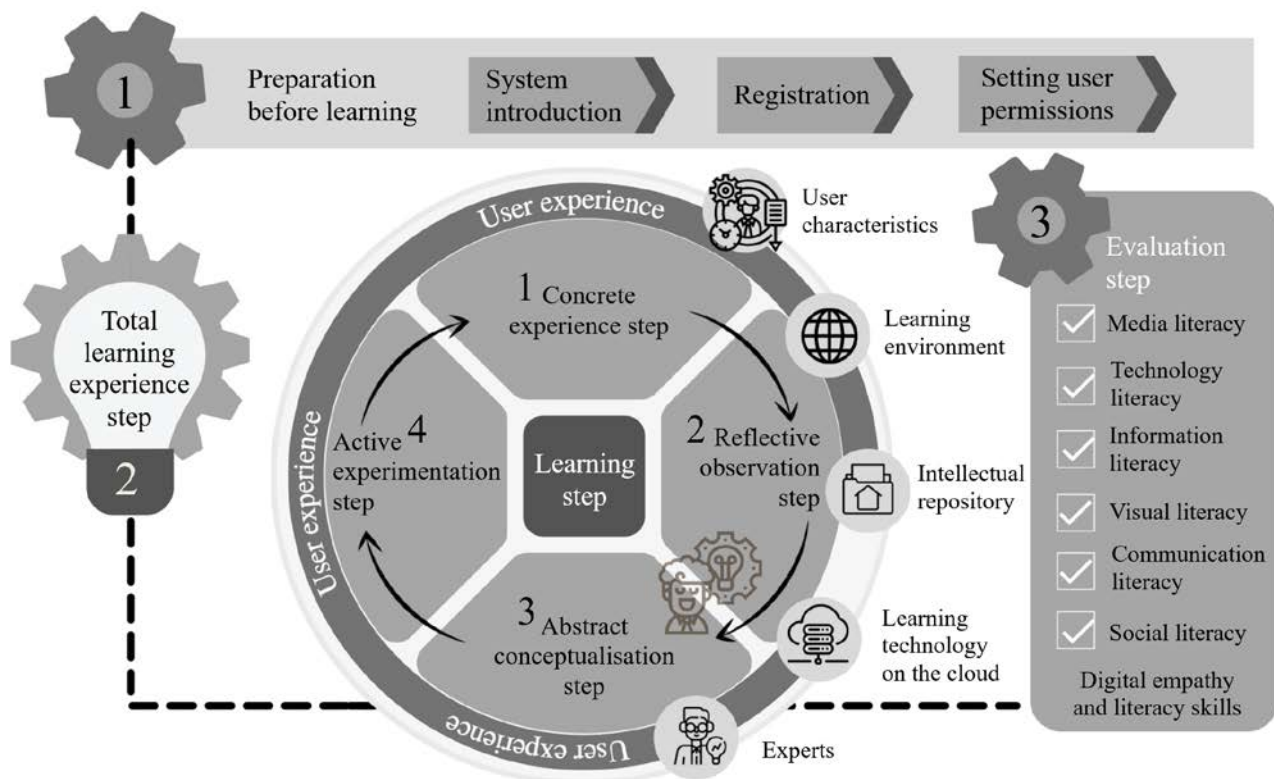 1
Preparation
before learning
System
introduction
Registration
Setting user
permissions
Total
learning
experience
step
2
User experience
User experience
User experience
1 Concrete
experience step
2 Reflective
observation
step
3 Abstract
conceptualisation
step
Active 4
experimentation
step
Learning
step
User
characteristics
Learning
environment
Intellectual
repository
Learning
technology
on the cloud
Experts
3
Evaluation
step
Media literacy
Technology
literacy
Information
literacy
Visual literacy
Communication
literacy
Social literacy
Digital empathy
and literacy skills